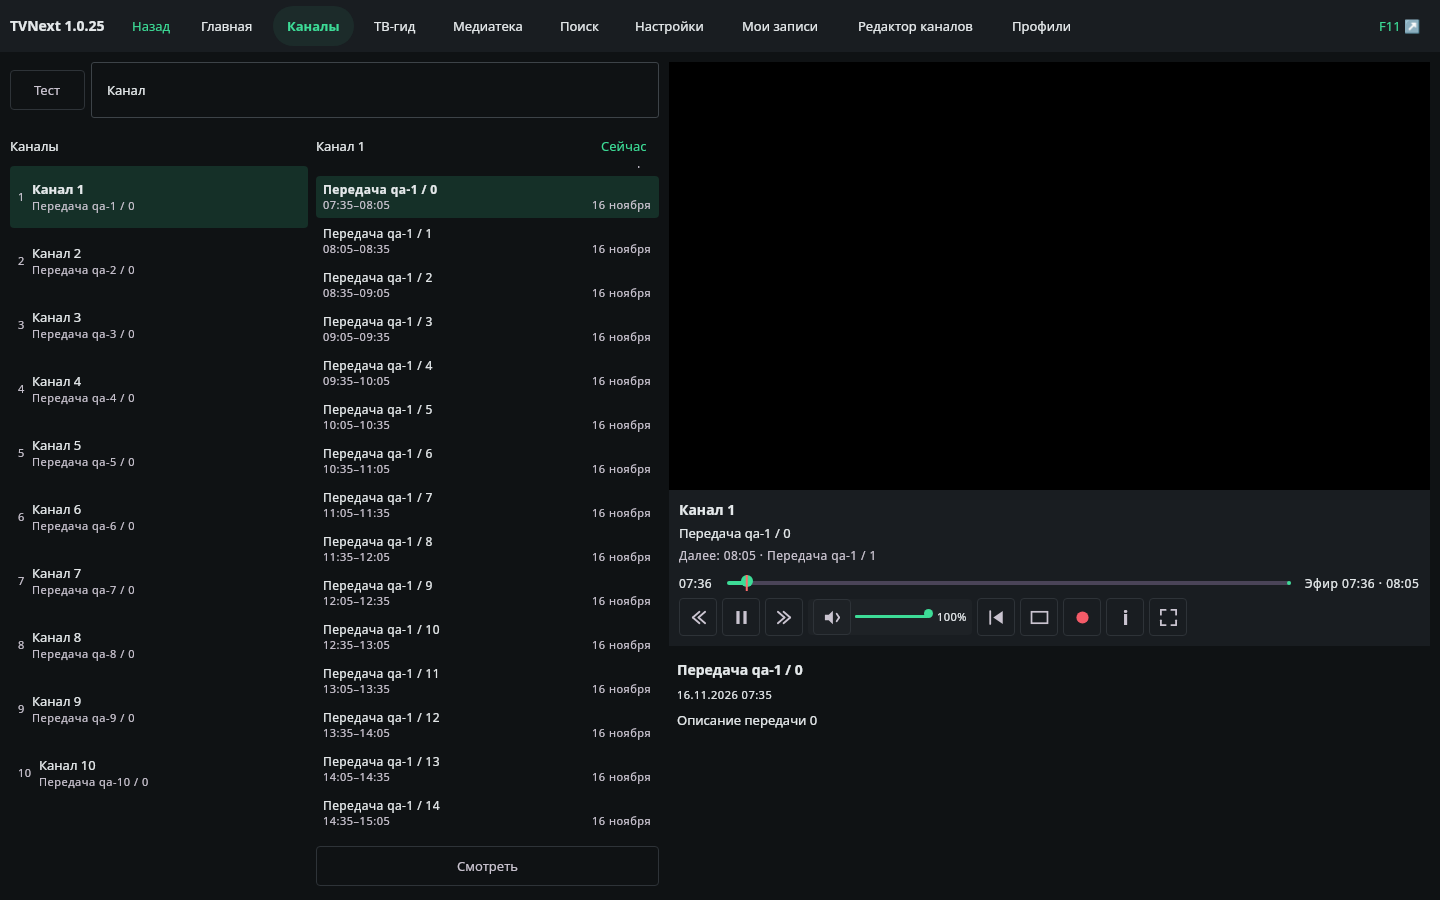 TVNext 1.0.25 Назад Главная Каналы ТВ-гид Медиатека Поиск Настройки Мои записи Редактор каналов Профили F11
Тест Канал
Каналы
1 Канал 1
Передача qa-1 / 0
2 Канал 2
Передача qa-2 / 0
3 Канал 3
Передача qa-3 / 0
4 Канал 4
Передача qa-4 / 0
5 Канал 5
Передача qa-5 / 0
6 Канал 6
Передача qa-6 / 0
7 Канал 7
Передача qa-7 / 0
8 Канал 8
Передача qa-8 / 0
9 Канал 9
Передача qa-9 / 0
10 Канал 10
Передача qa-10 / 0
Канал 1 Сейчас
Передача qa-1 / 0
07:35–08:05 16 ноября
Передача qa-1 / 1
08:05–08:35 16 ноября
Передача qa-1 / 2
08:35–09:05 16 ноября
Передача qa-1 / 3
09:05–09:35 16 ноября
Передача qa-1 / 4
09:35–10:05 16 ноября
Передача qa-1 / 5
10:05–10:35 16 ноября
Передача qa-1 / 6
10:35–11:05 16 ноября
Передача qa-1 / 7
11:05–11:35 16 ноября
Передача qa-1 / 8
11:35–12:05 16 ноября
Передача qa-1 / 9
12:05–12:35 16 ноября
Передача qa-1 / 10
12:35–13:05 16 ноября
Передача qa-1 / 11
13:05–13:35 16 ноября
Передача qa-1 / 12
13:35–14:05 16 ноября
Передача qa-1 / 13
14:05–14:35 16 ноября
Передача qa-1 / 14
14:35–15:05 16 ноября
Смотреть
Канал 1
Передача qa-1 / 0
Далее: 08:05 · Передача qa-1 / 1
07:36 Эфир 07:36 · 08:05
100%
Передача qa-1 / 0
16.11.2026 07:35
Описание передачи 0